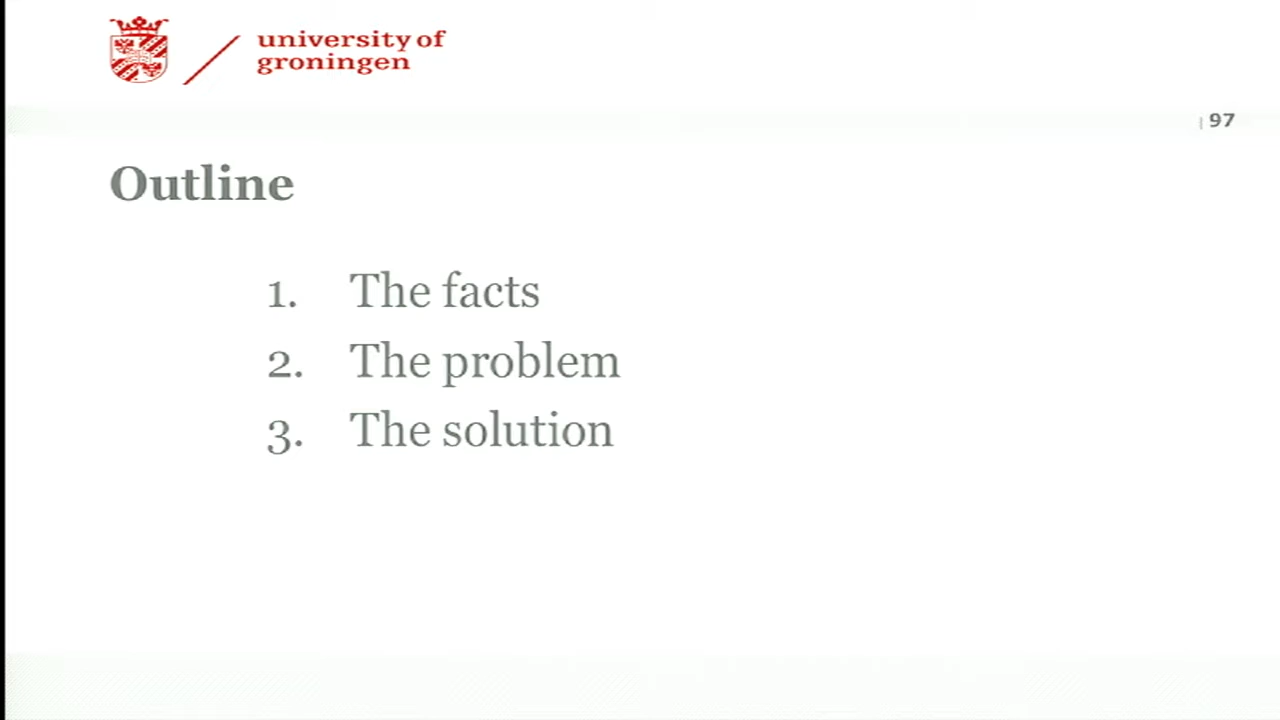 university of
groningen
| 97
Outline
1. The facts
2. The problem
3. The solution